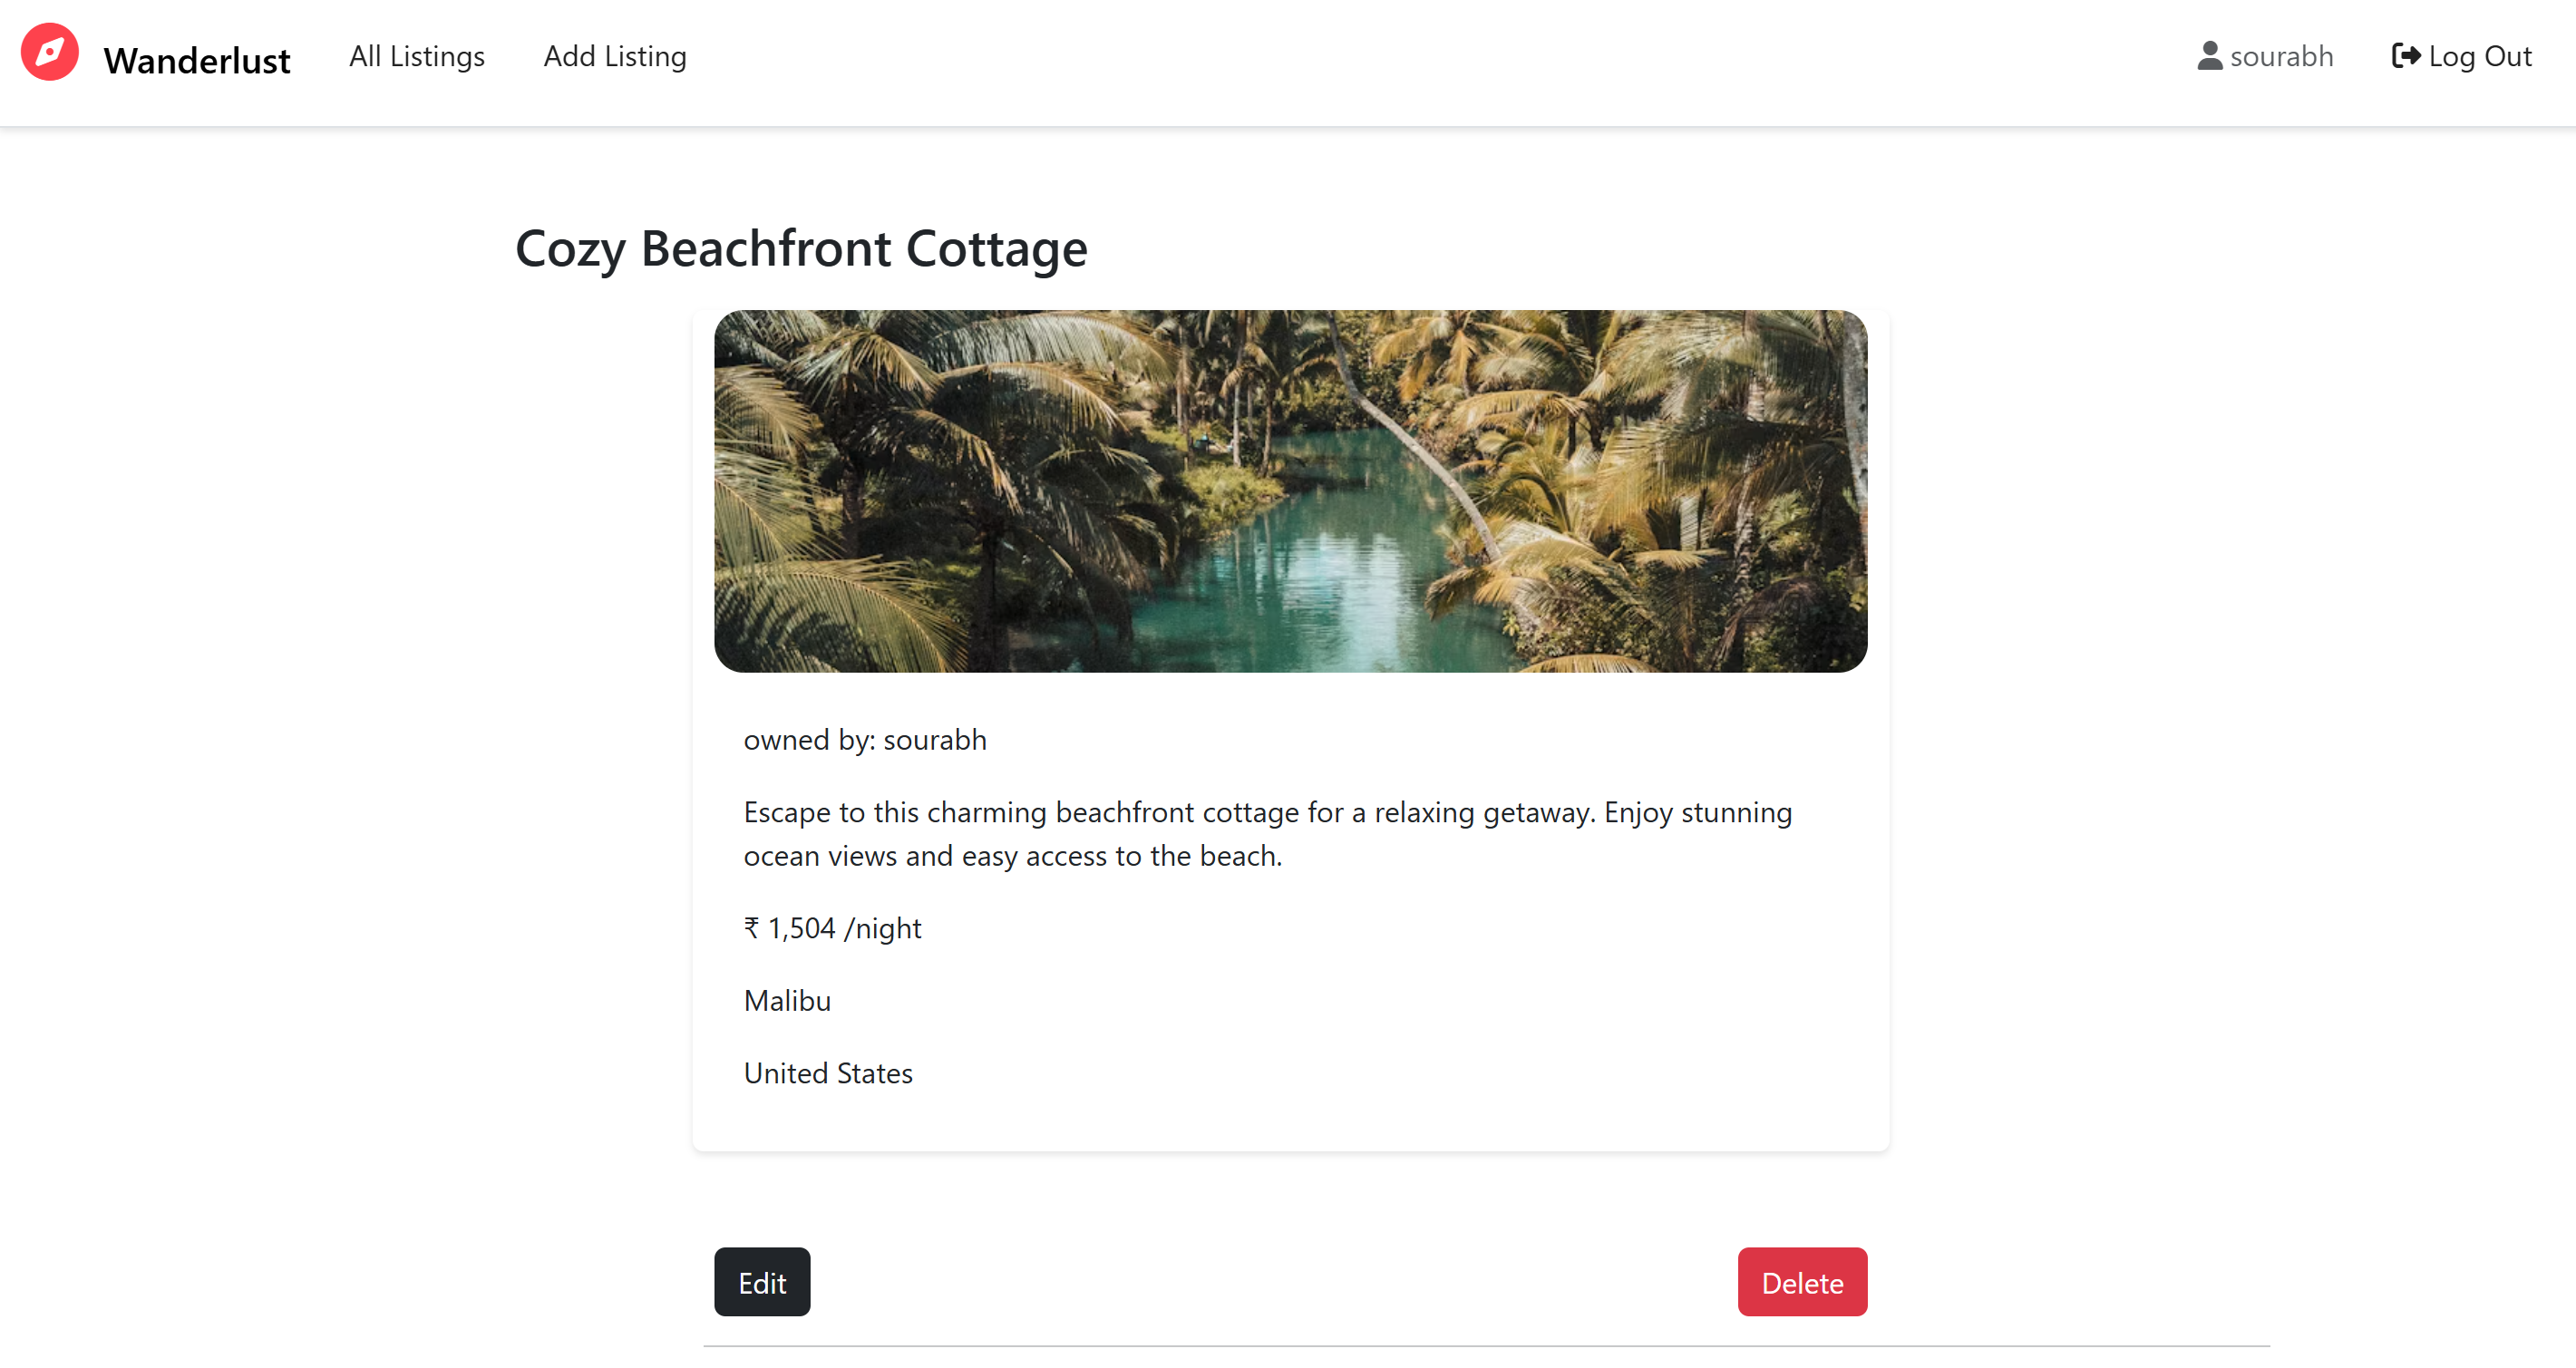 Wanderlust
All Listings
Add Listing
sourabh
Log Out
Cozy Beachfront Cottage
owned by: sourabh
Escape to this charming beachfront cottage for a relaxing getaway. Enjoy stunning
ocean views and easy access to the beach.
₹ 1,504 /night
Malibu
United States
Edit
Delete